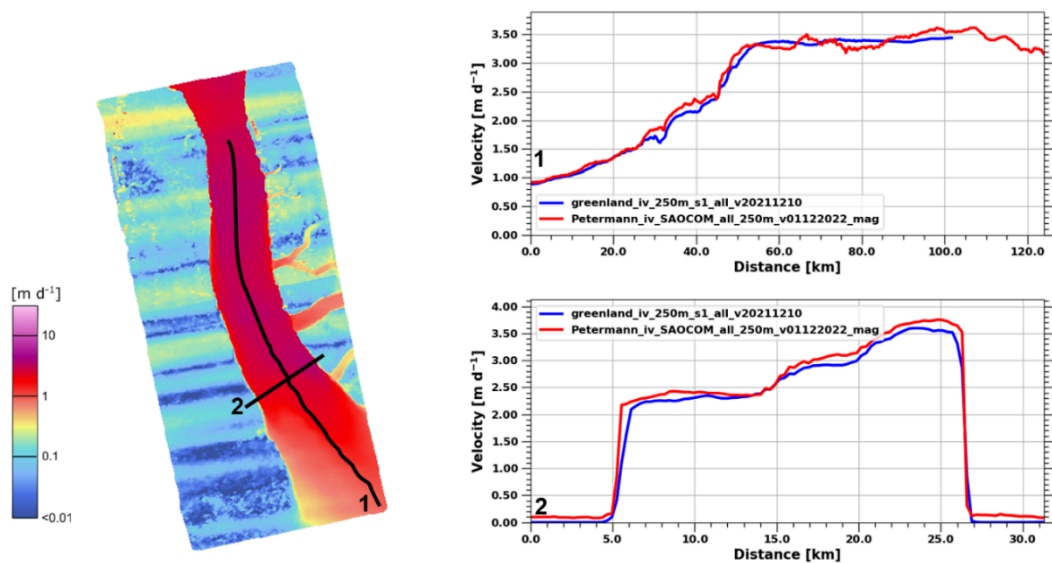 [m d⁻¹]
10
1
0.1
<0.01
2
1
3.50
3.00
2.50
2.00
1.50
1.00
0.50
0.00
Velocity [m d⁻¹]
1
greenland_iv_250m_s1_all_v20211210
Petermann_iv_SAOCOM_all_250m_v01122022_mag
0.0 20.0 40.0 60.0 80.0 100.0 120.0
Distance [km]
4.00
3.50
3.00
2.50
2.00
1.50
1.00
0.50
0.00
Velocity [m d⁻¹]
greenland_iv_250m_s1_all_v20211210
Petermann_iv_SAOCOM_all_250m_v01122022_mag
2
0.0 5.0 10.0 15.0 20.0 25.0 30.0
Distance [km]